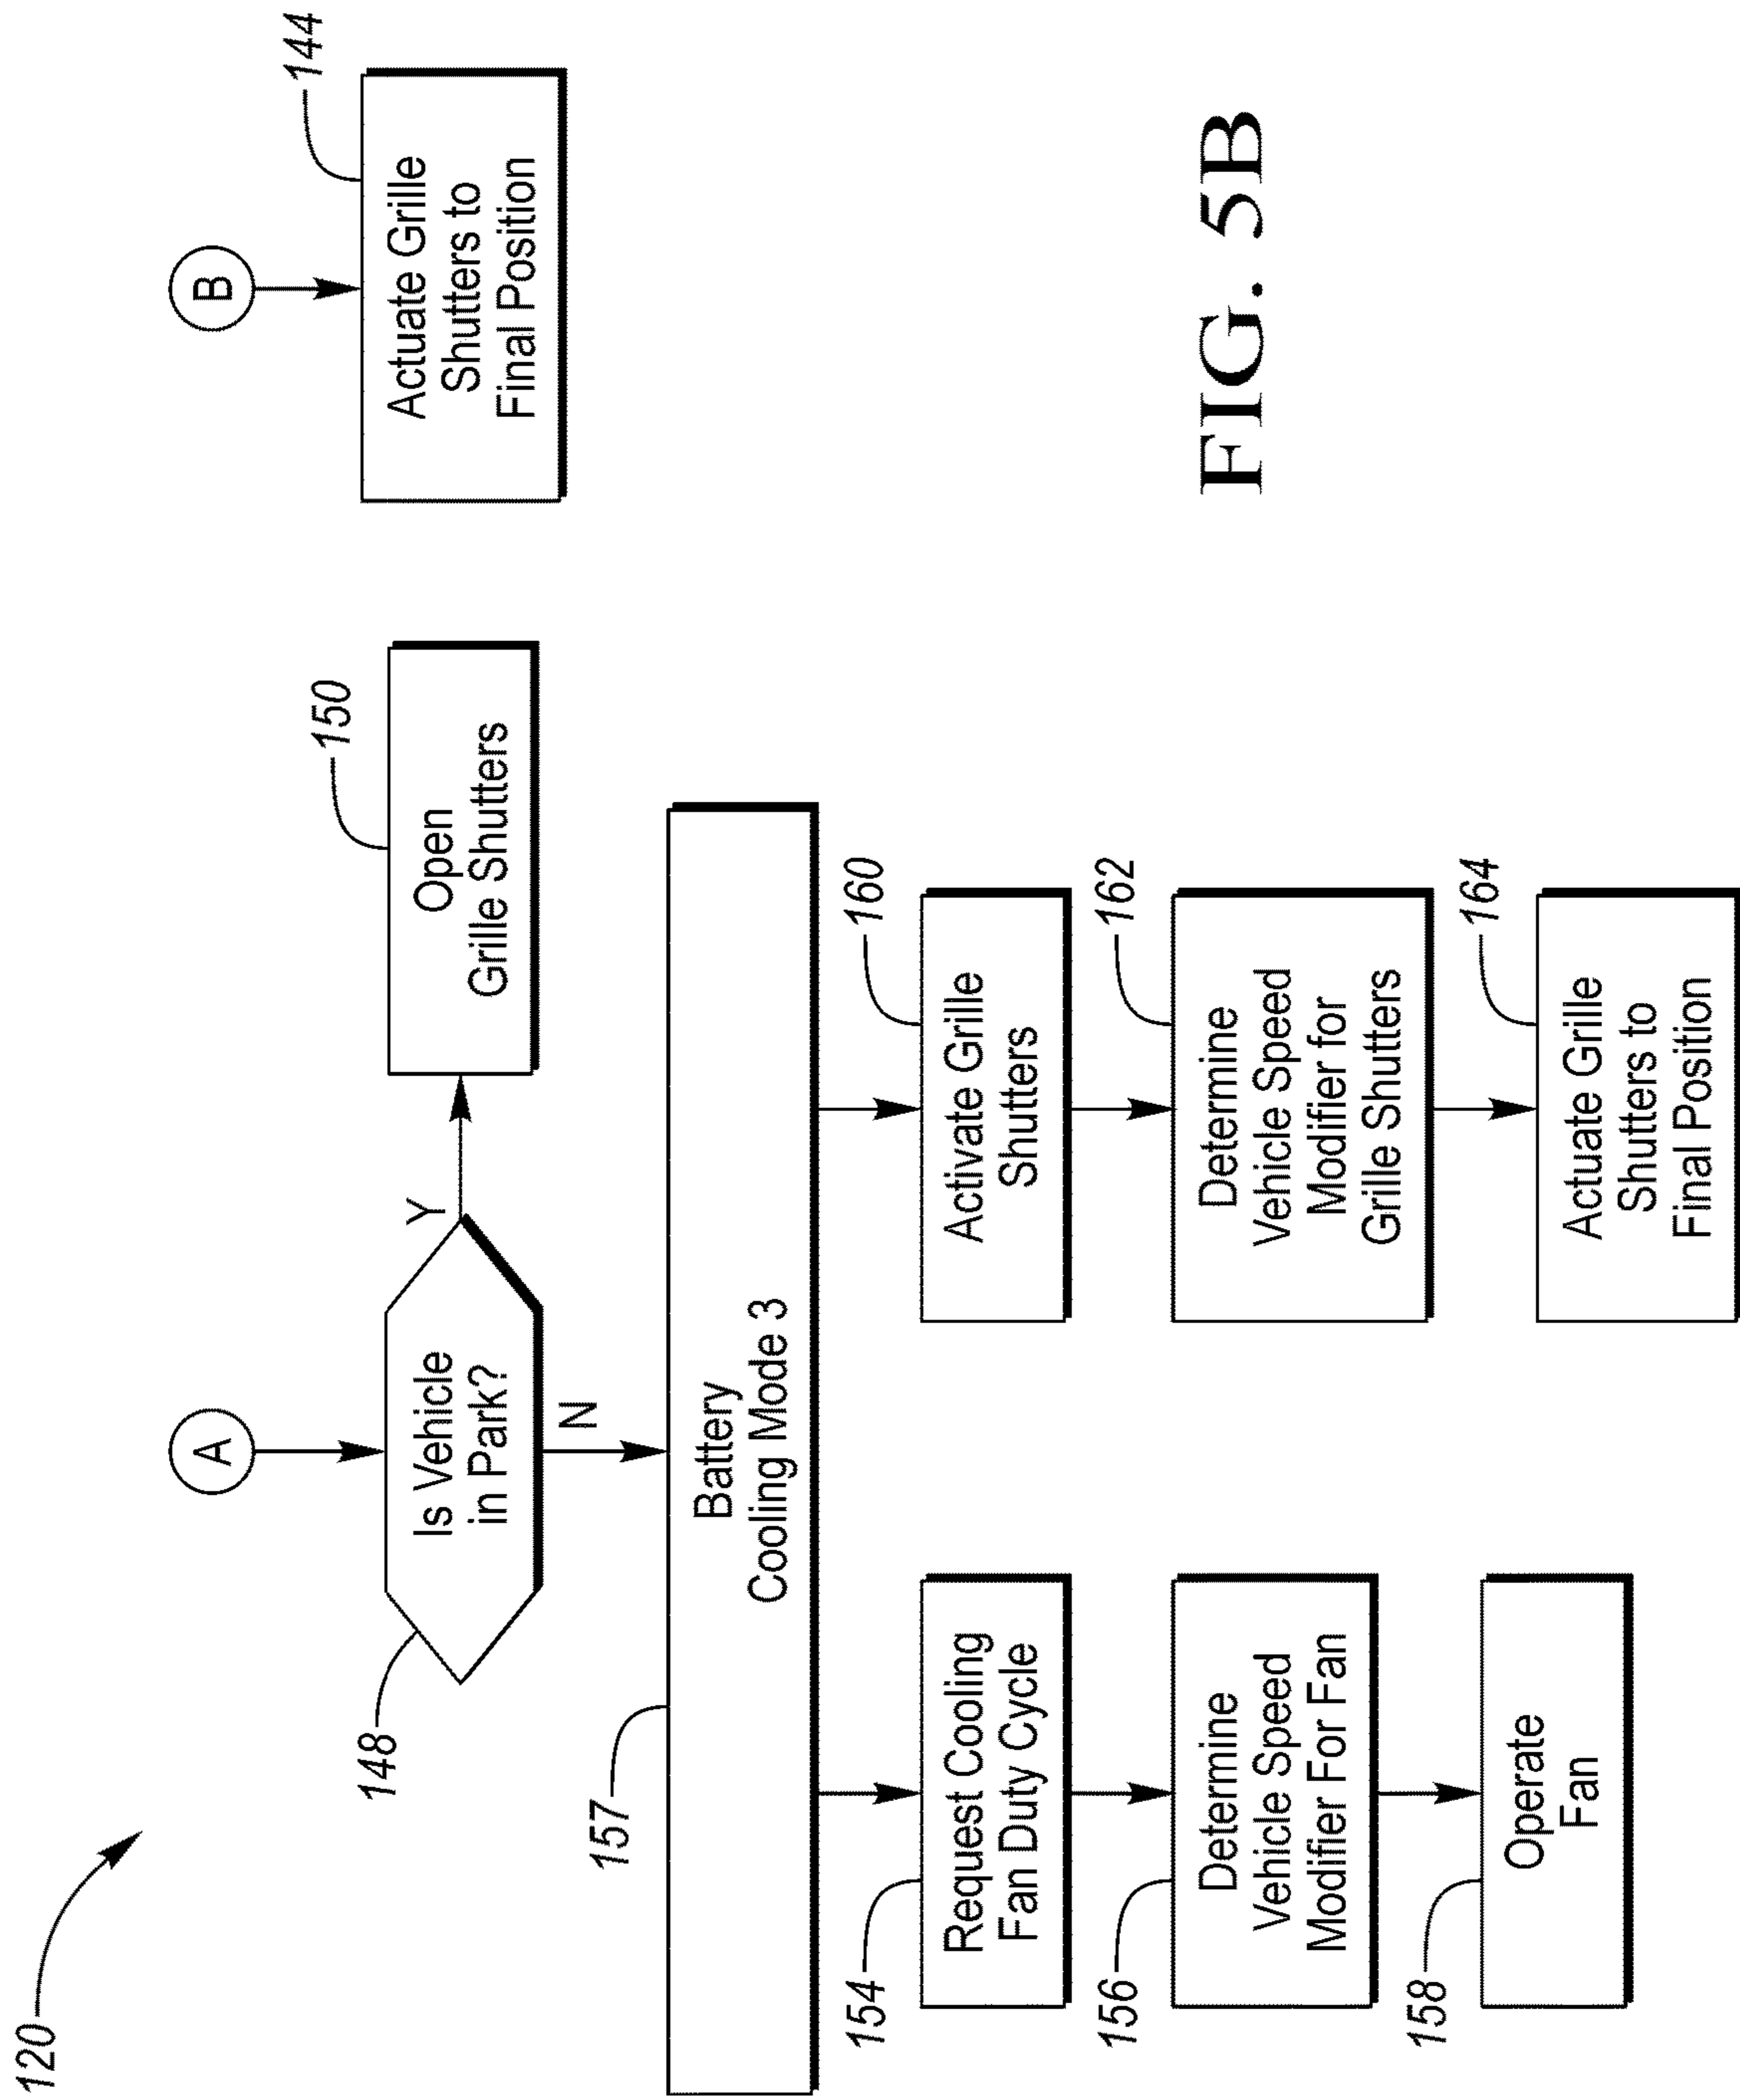 120
A
B
148
Is Vehicle
in Park?
Y
N
150
Open
Grille Shutters
144
Actuate Grille
Shutters to
Final Position
157
Battery
Cooling Mode 3
154
Request Cooling
Fan Duty Cycle
156
Determine
Vehicle Speed
Modifier For Fan
158
Operate
Fan
160
Activate Grille
Shutters
162
Determine
Vehicle Speed
Modifier for
Grille Shutters
164
Actuate Grille
Shutters to
Final Position
FIG. 5B